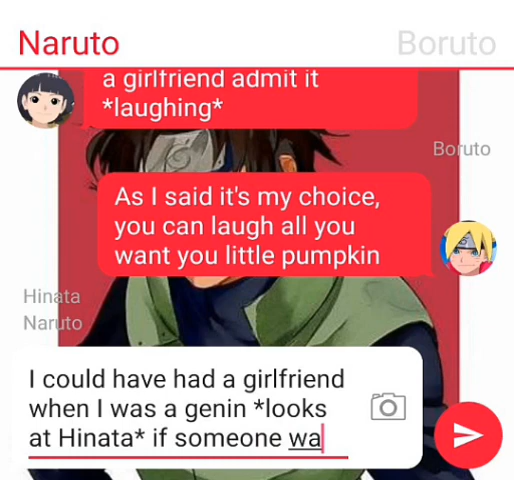 Naruto
Boruto
a girlfriend admit it
*laughing*
Boruto
As I said it's my choice,
you can laugh all you
want you little pumpkin
Hinata
Naruto
I could have had a girlfriend
when I was a genin *looks
at Hinata* if someone wa